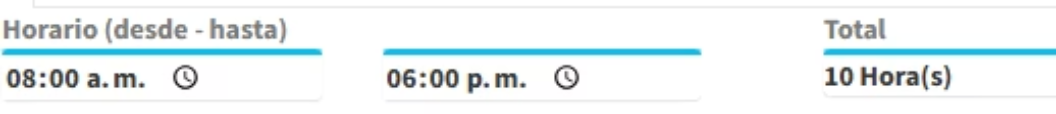 Horario (desde - hasta) Total
08:00 a. m. 06:00 p. m. 10 Hora(s)